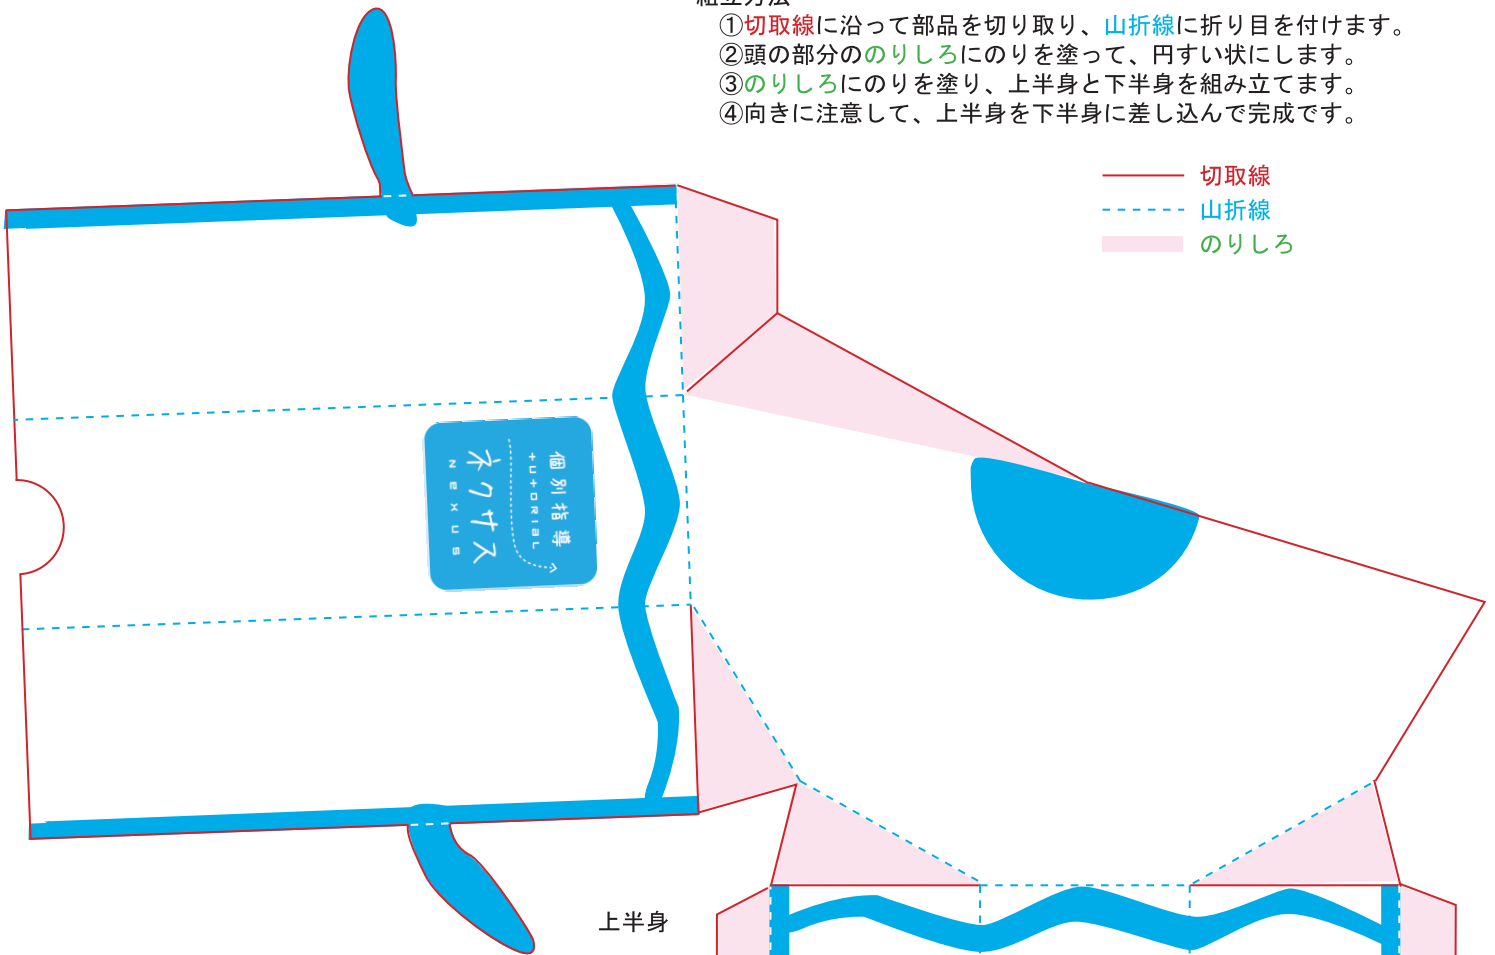 ①切取線に沿って部品を切り取り、山折線に折り目を付けます。
②頭の部分ののりしろにのりを塗って、円すい状にします。
③のりしろにのりを塗り、上半身と下半身を組み立てます。
④向きに注意して、上半身を下半身に差し込んで完成です。
切取線
山折線
のりしろ
個別指導
+U+ORIaL
ネクサス
NeXUS
上半身